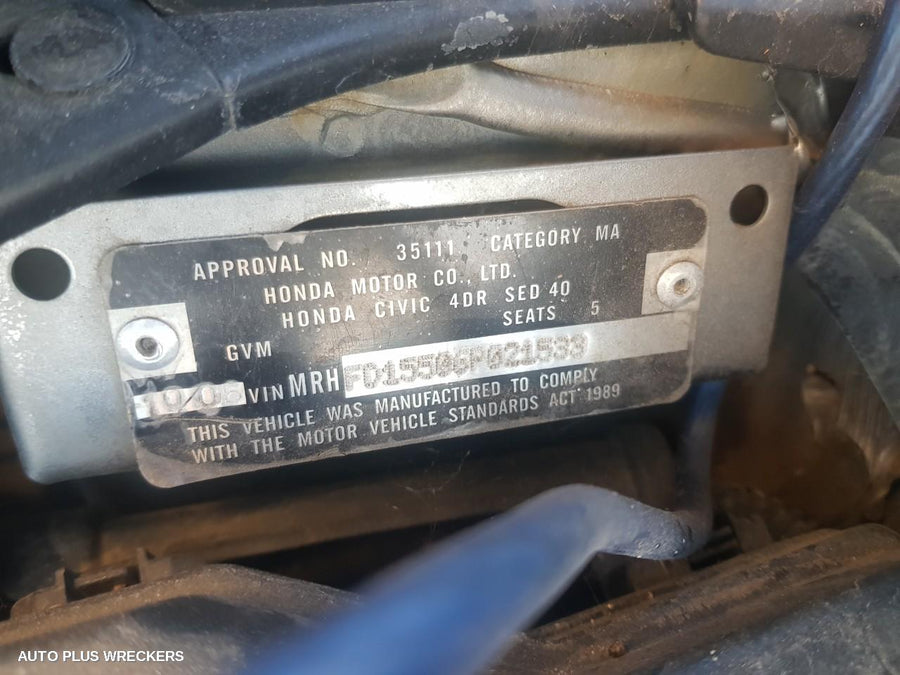 APPROVAL NO. 35111 CATEGORY MA
HONDA MOTOR CO., LTD.
HONDA CIVIC 4DR SED 40
SEATS 5
GVM
VIN MRHFD15506P021533
THIS VEHICLE WAS MANUFACTURED TO COMPLY
WITH THE MOTOR VEHICLE STANDARDS ACT 1989
AUTO PLUS WRECKERS